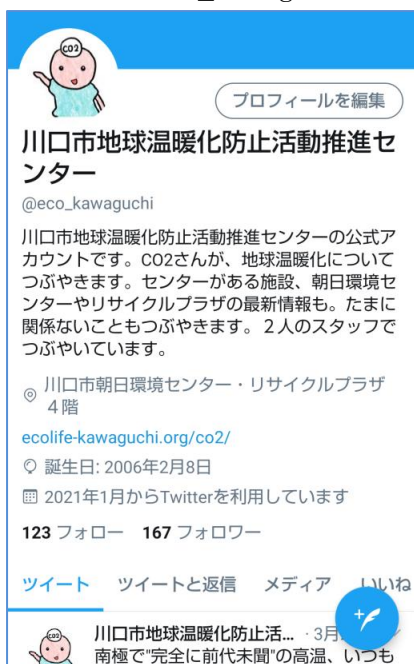 CO2
プロフィールを編集
川口市地球温暖化防止活動推進セ
ンター
@eco_kawaguchi
川口市地球温暖化防止活動推進センターの公式ア
カウントです。CO2さんが、地球温暖化について
つぶやきます。センターがある施設、朝日環境セ
ンターやリサイクルプラザの最新情報も。たまに
関係ないこともつぶやきます。２人のスタッフで
つぶやいています。
川口市朝日環境センター・リサイクルプラザ
４階
ecolife-kawaguchi.org/co2/
誕生日: 2006年2月8日
2021年1月からTwitterを利用しています
123 フォロー 167 フォロワー
ツイート ツイートと返信 メディア いいね
CO2
川口市地球温暖化防止活... · 3月
南極で"完全に前代未聞"の高温、いつも